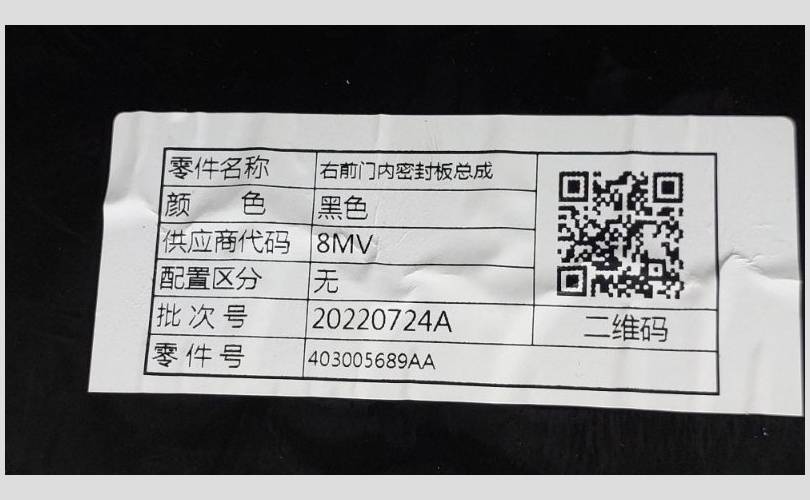 零件名称 右前门内密封板总成
颜 色 黑色
供应商代码 8MV
配置区分 无
批次号 20220724A
二维码
零件号 403005689AA